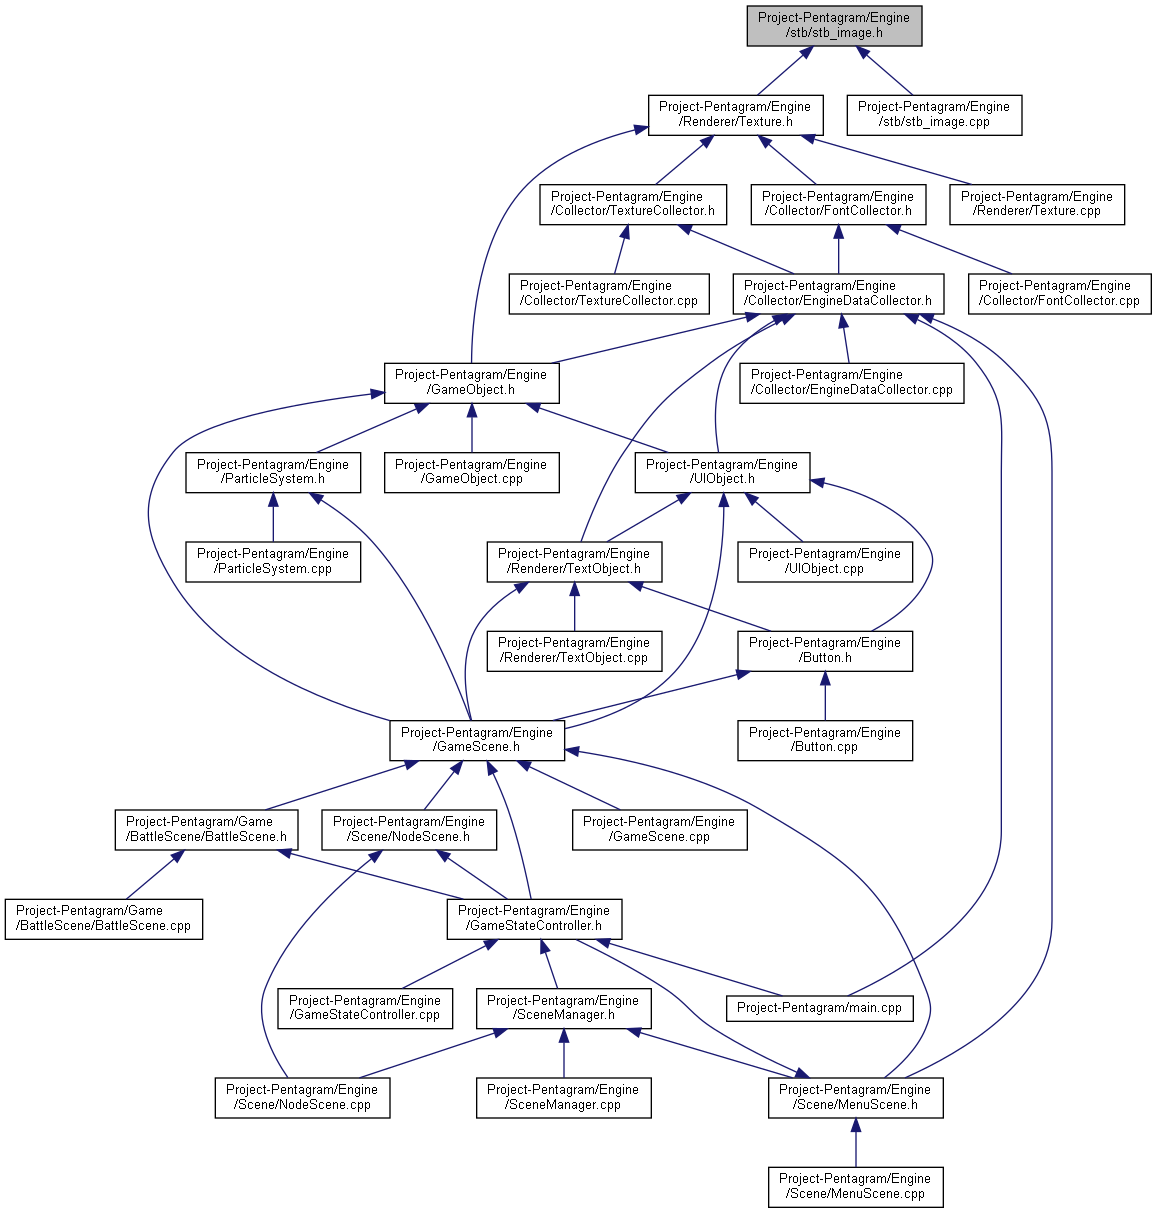 Project-Pentagram/Engine
/stb/stb_image.h
Project-Pentagram/Engine
/Renderer/Texture.h
Project-Pentagram/Engine
/stb/stb_image.cpp
Project-Pentagram/Engine
/Collector/TextureCollector.h
Project-Pentagram/Engine
/Collector/FontCollector.h
Project-Pentagram/Engine
/Renderer/Texture.cpp
Project-Pentagram/Engine
/Collector/TextureCollector.cpp
Project-Pentagram/Engine
/Collector/EngineDataCollector.h
Project-Pentagram/Engine
/Collector/FontCollector.cpp
Project-Pentagram/Engine
/GameObject.h
Project-Pentagram/Engine
/Collector/EngineDataCollector.cpp
Project-Pentagram/Engine
/ParticleSystem.h
Project-Pentagram/Engine
/GameObject.cpp
Project-Pentagram/Engine
/UIObject.h
Project-Pentagram/Engine
/ParticleSystem.cpp
Project-Pentagram/Engine
/Renderer/TextObject.h
Project-Pentagram/Engine
/UIObject.cpp
Project-Pentagram/Engine
/Renderer/TextObject.cpp
Project-Pentagram/Engine
/Button.h
Project-Pentagram/Engine
/GameScene.h
Project-Pentagram/Engine
/Button.cpp
Project-Pentagram/Game
/BattleScene/BattleScene.h
Project-Pentagram/Engine
/Scene/NodeScene.h
Project-Pentagram/Engine
/GameScene.cpp
Project-Pentagram/Game
/BattleScene/BattleScene.cpp
Project-Pentagram/Engine
/GameStateController.h
Project-Pentagram/Engine
/GameStateController.cpp
Project-Pentagram/Engine
/SceneManager.h
Project-Pentagram/main.cpp
Project-Pentagram/Engine
/Scene/NodeScene.cpp
Project-Pentagram/Engine
/SceneManager.cpp
Project-Pentagram/Engine
/Scene/MenuScene.h
Project-Pentagram/Engine
/Scene/MenuScene.cpp